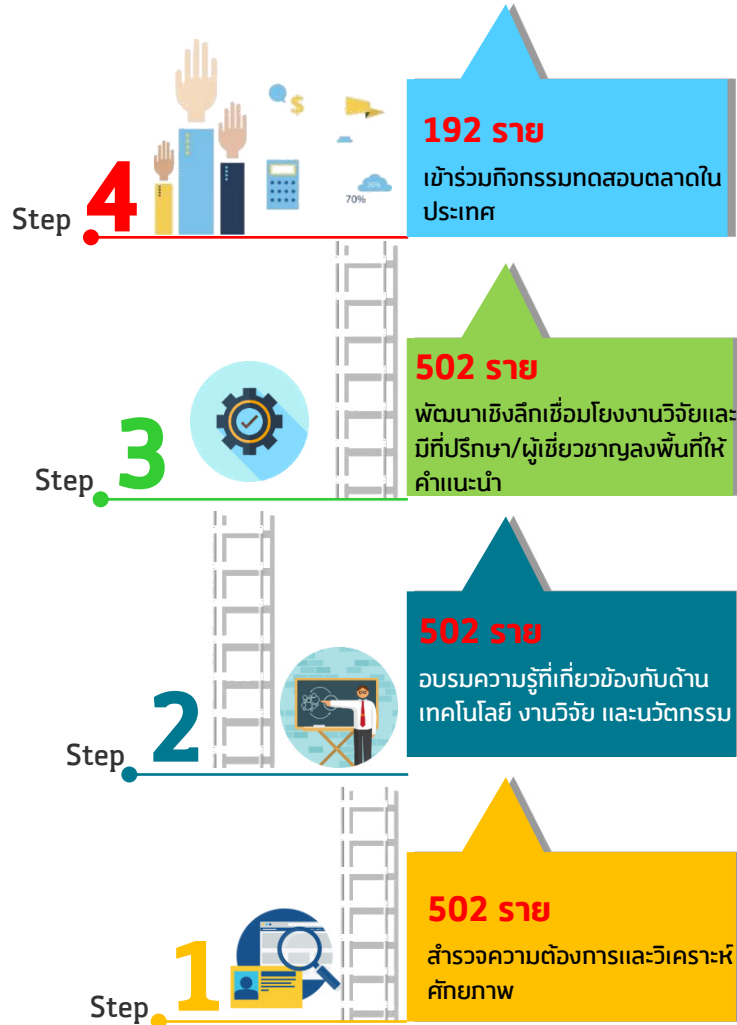 192 ราย
เข้าร่วมกิจกรรมทดสอบตลาดใน
ประเทศ
$
30%
70%
Step 4
502 ราย
พัฒนาเชิงลึกเชื่อมโยงงานวิจัยและ
มีที่ปรึกษา/ผู้เชี่ยวชาญลงพื้นที่ให้
คำแนะนำ
Step 3
502 ราย
อบรมความรู้ที่เกี่ยวข้องกับด้าน
เทคโนโลยี งานวิจัย และนวัตกรรม
Step 2
502 ราย
สำรวจความต้องการและวิเคราะห์
ศักยภาพ
Step 1